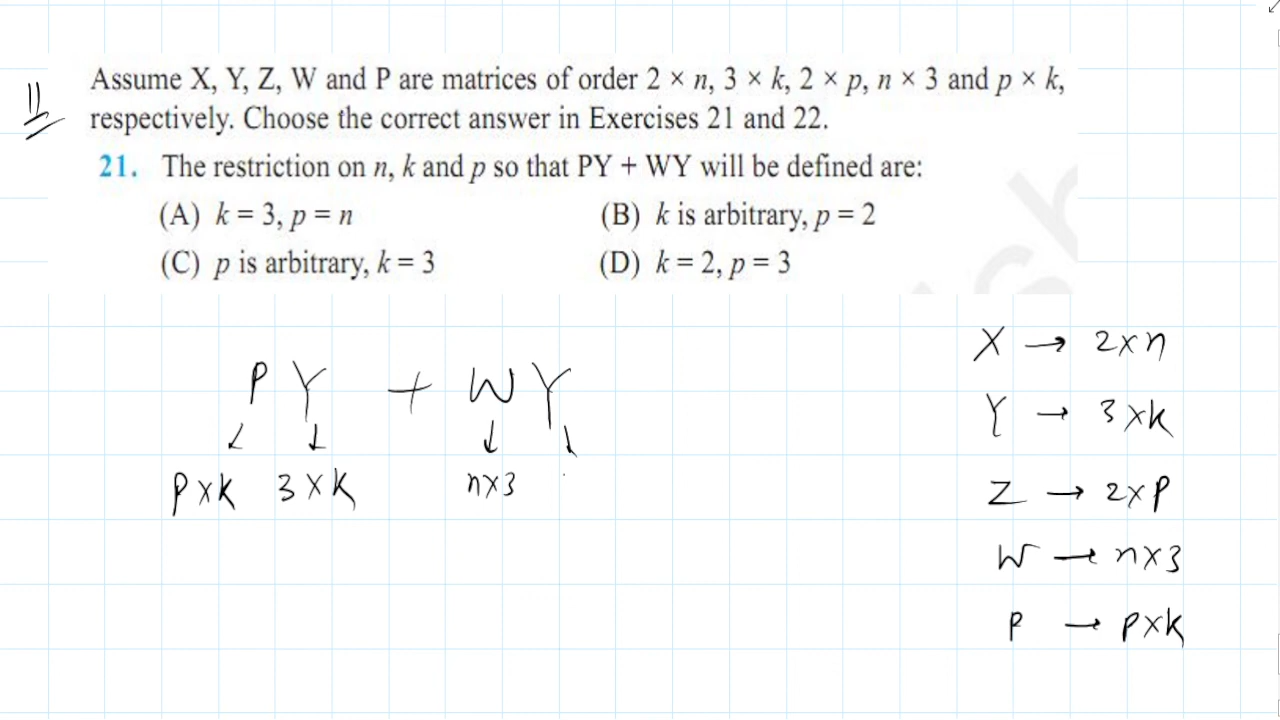 11
Assume X, Y, Z, W and P are matrices of order 2 × n, 3 × k, 2 × p, n × 3 and p × k,
respectively. Choose the correct answer in Exercises 21 and 22.
21. The restriction on n, k and p so that PY + WY will be defined are:
(A) k = 3, p = n (B) k is arbitrary, p = 2
(C) p is arbitrary, k = 3 (D) k = 2, p = 3
P Y + W Y
↓ ↓ ↓ ↓
p×k 3×k n×3
X → 2×n
Y → 3×k
Z → 2×p
W → n×3
P → p×k